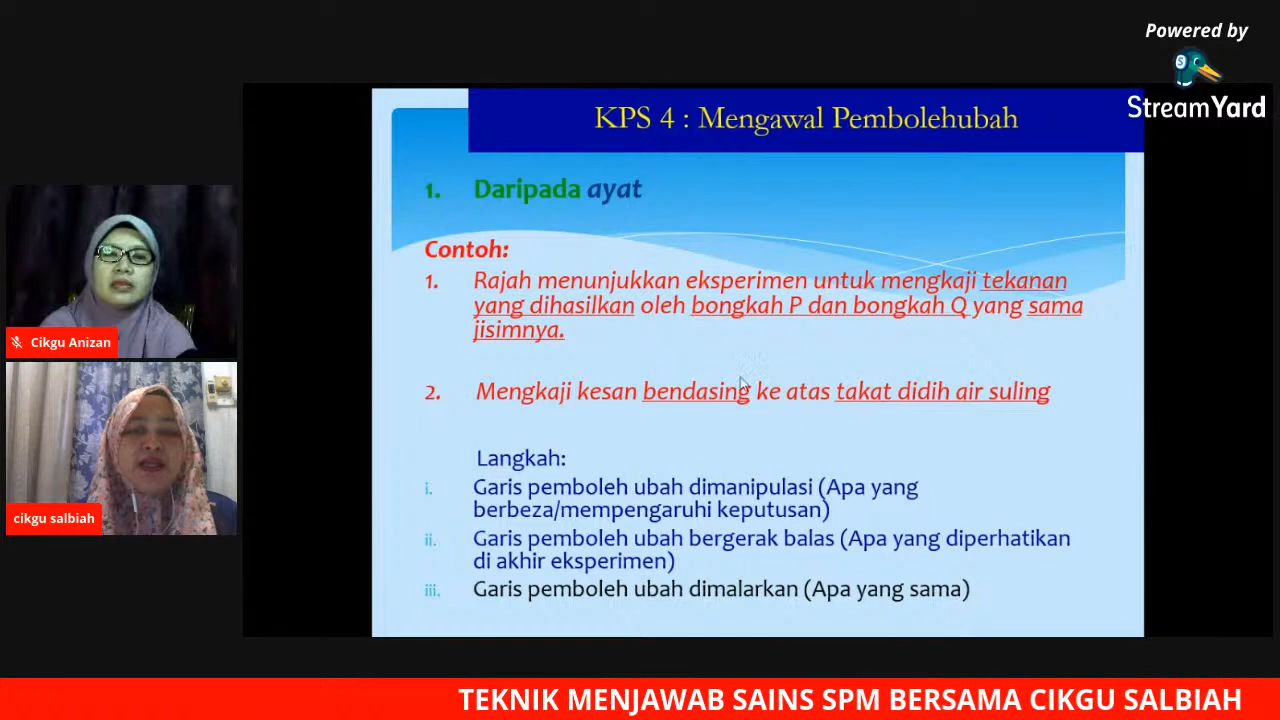 Powered by
StreamYard
KPS 4 : Mengawal Pembolehubah
1. Daripada ayat
Contoh:
1. Rajah menunjukkan eksperimen untuk mengkaji tekanan
yang dihasilkan oleh bongkah P dan bongkah Q yang sama
jisimnya.
2. Mengkaji kesan bendasing ke atas takat didih air suling
Langkah:
i. Garis pemboleh ubah dimanipulasi (Apa yang
berbeza/mempengaruhi keputusan)
ii. Garis pemboleh ubah bergerak balas (Apa yang diperhatikan
di akhir eksperimen)
iii. Garis pemboleh ubah dimalarkan (Apa yang sama)
Cikgu Anizan
cikgu salbiah
TEKNIK MENJAWAB SAINS SPM BERSAMA CIKGU SALBIAH